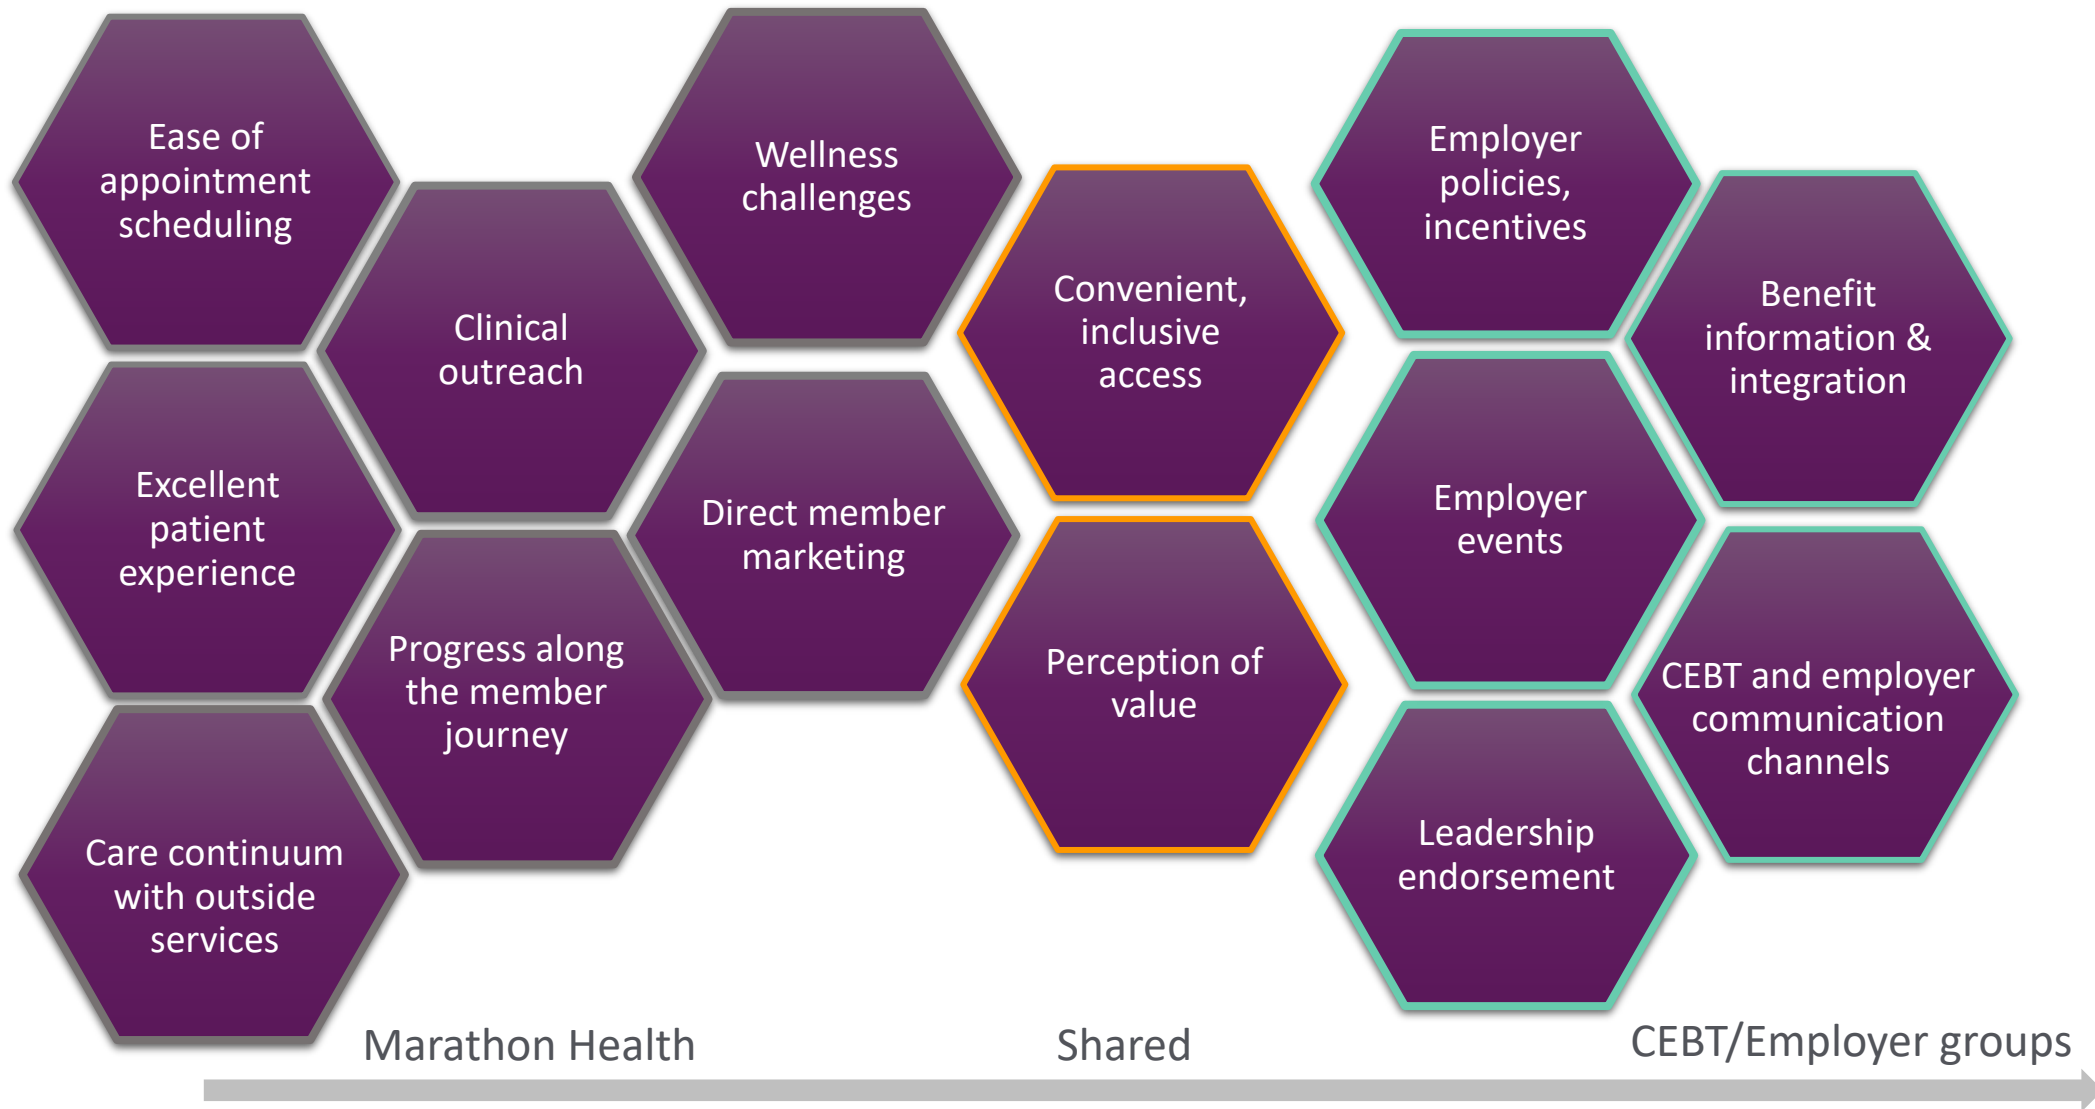 Ease of
appointment
scheduling
Excellent
patient
experience
Care continuum
with outside
services
Clinical
outreach
Progress along
the member
journey
Wellness
challenges
Direct member
marketing
Convenient,
inclusive
access
Perception of
value
Employer
policies,
incentives
Employer
events
Leadership
endorsement
Benefit
information &
integration
CEBT and employer
communication
channels
Marathon Health
Shared
CEBT/Employer groups